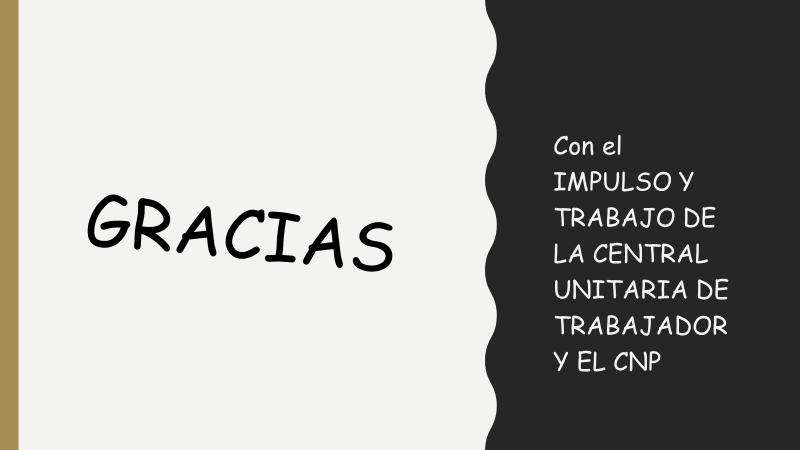 GRACIAS
Con el
IMPULSO Y
TRABAJO DE
LA CENTRAL
UNITARIA DE
TRABAJADOR
Y EL CNP